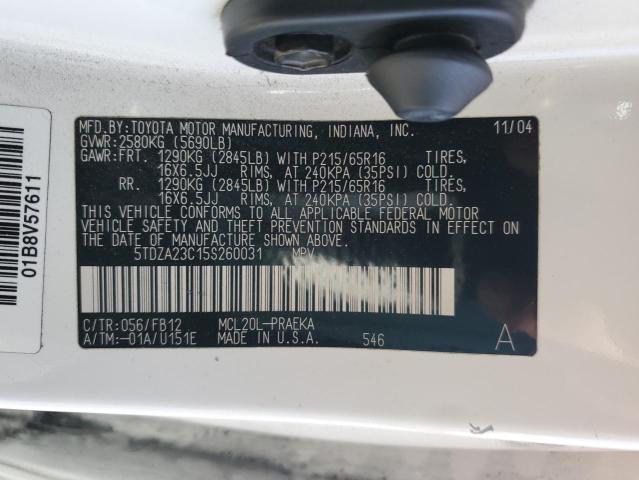 MFD.BY:TOYOTA MOTOR MANUFACTURING, INDIANA, INC. 11/04
GVWR:2580KG (5690LB)
GAWR:FRT. 1290KG (2845LB) WITH P215/65R16 TIRES,
16X6.5JJ RIMS, AT 240KPA (35PSI) COLD.
RR. 1290KG (2845LB) WITH P215/65R16 TIRES,
16X6.5JJ RIMS, AT 240KPA (35PSI) COLD.
THIS VEHICLE CONFORMS TO ALL APPLICABLE FEDERAL MOTOR
VEHICLE SAFETY AND THEFT PREVENTION STANDARDS IN EFFECT ON
THE DATE OF MANUFACTURE SHOWN ABOVE.
5TDZA23C15S260031 MPV
C/TR:056/FB12 MCL20L-PRAEKA
A/TM:-01A/U151E MADE IN U.S.A. 546 A
01B8V57611